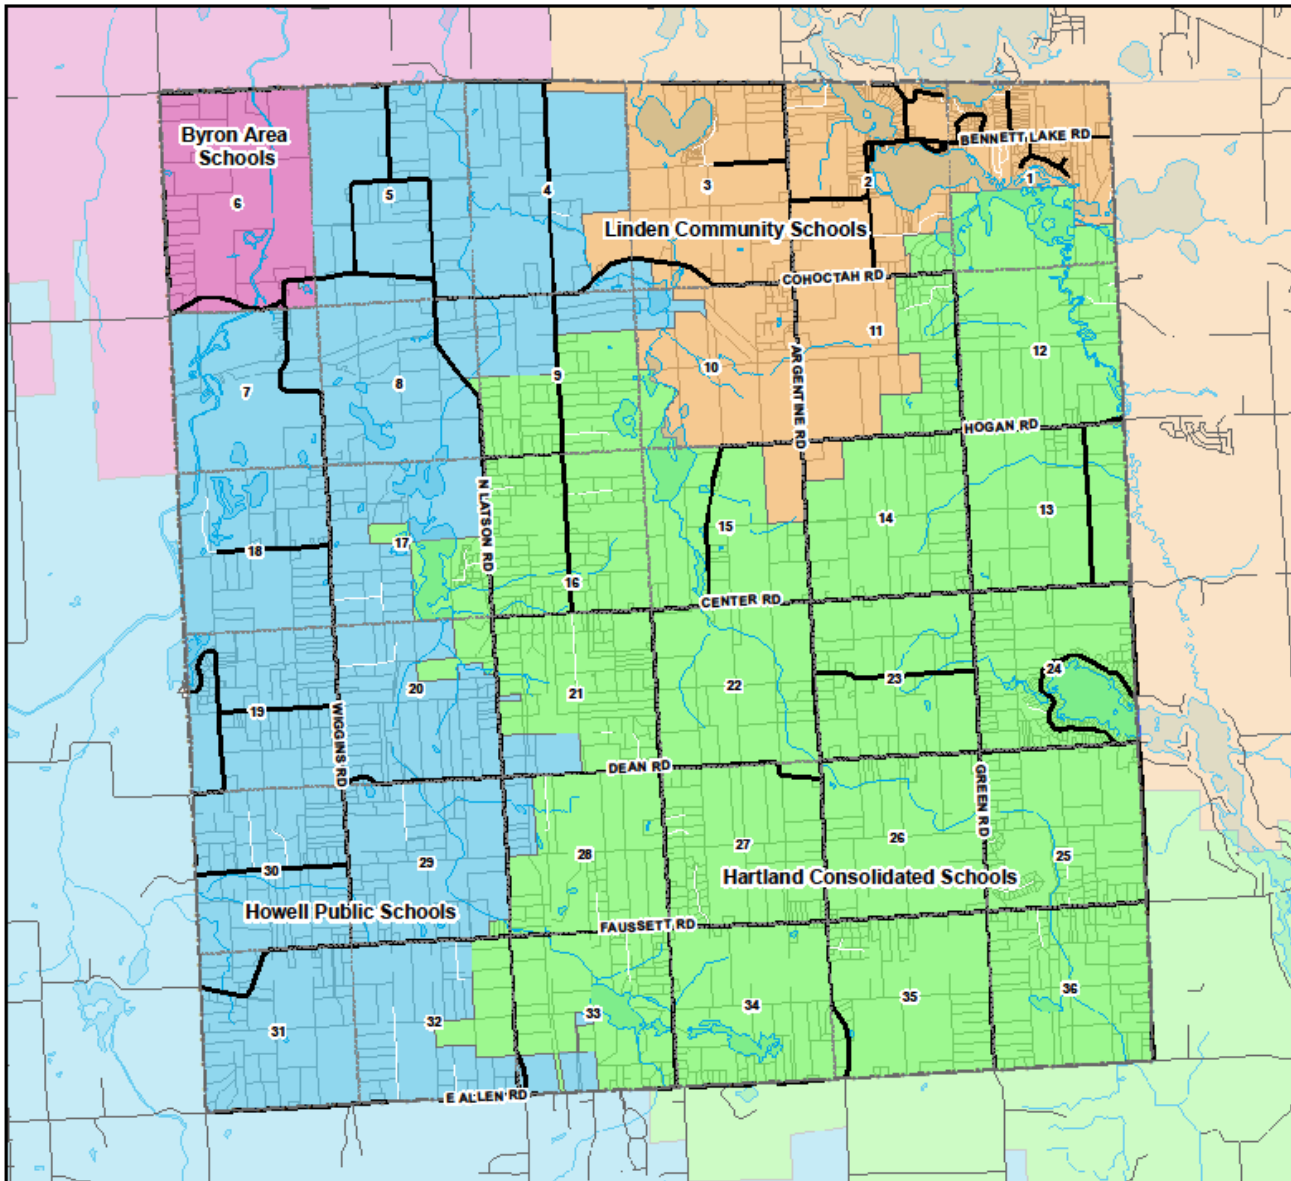 BENNETT LAKE RD
Byron Area
Schools
1
2
3
4
5
6
Linden Community Schools
COHOCTAH RD
7
8
9
10
11
12
ARGENTINE RD
HOGAN RD
N LATSON RD
18
17
16
15
14
13
CENTER RD
19
20
21
22
23
24
WIGGINS RD
DEAN RD
GREEN RD
30
29
28
27
26
25
Hartland Consolidated Schools
Howell Public Schools
FAUSSETT RD
31
32
33
34
35
36
E ALLEN RD